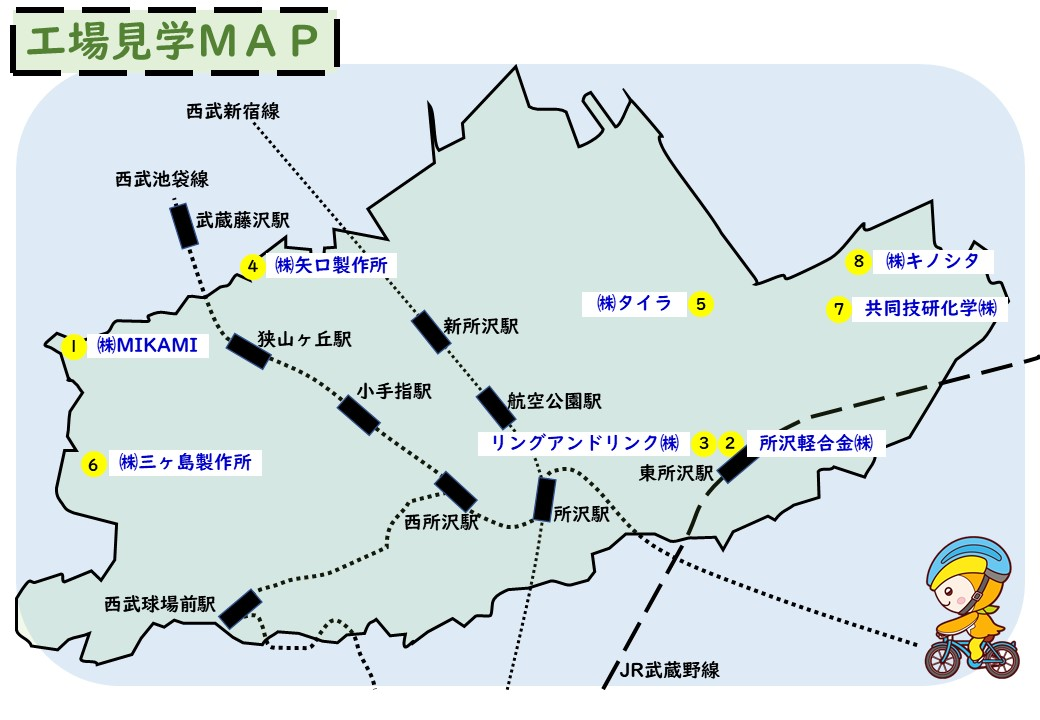 工場見学ＭＡＰ
西武新宿線
西武池袋線
武蔵藤沢駅
4 ㈱矢口製作所
8 ㈱キノシタ
㈱タイラ 5
7 共同技研化学㈱
新所沢駅
1 ㈱MIKAMI
狭山ヶ丘駅
小手指駅
航空公園駅
リングアンドリンク㈱ 3
2 所沢軽合金㈱
6 ㈱三ヶ島製作所
東所沢駅
西所沢駅
所沢駅
西武球場前駅
JR武蔵野線